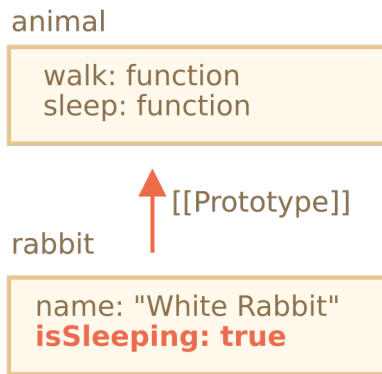 animal
walk: function
sleep: function
[[Prototype]]
rabbit
name: "White Rabbit"
isSleeping: true